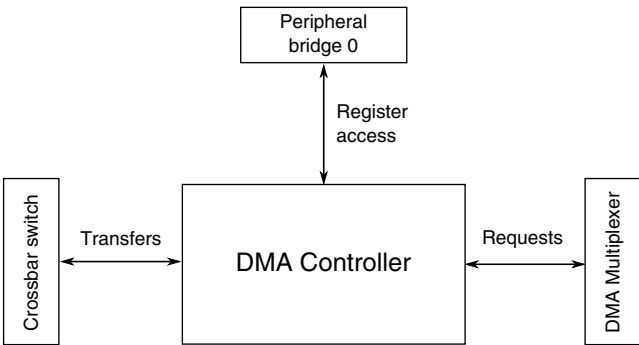 Peripheral
bridge 0
Register
access
Crossbar switch
Transfers
DMA Controller
Requests
DMA Multiplexer